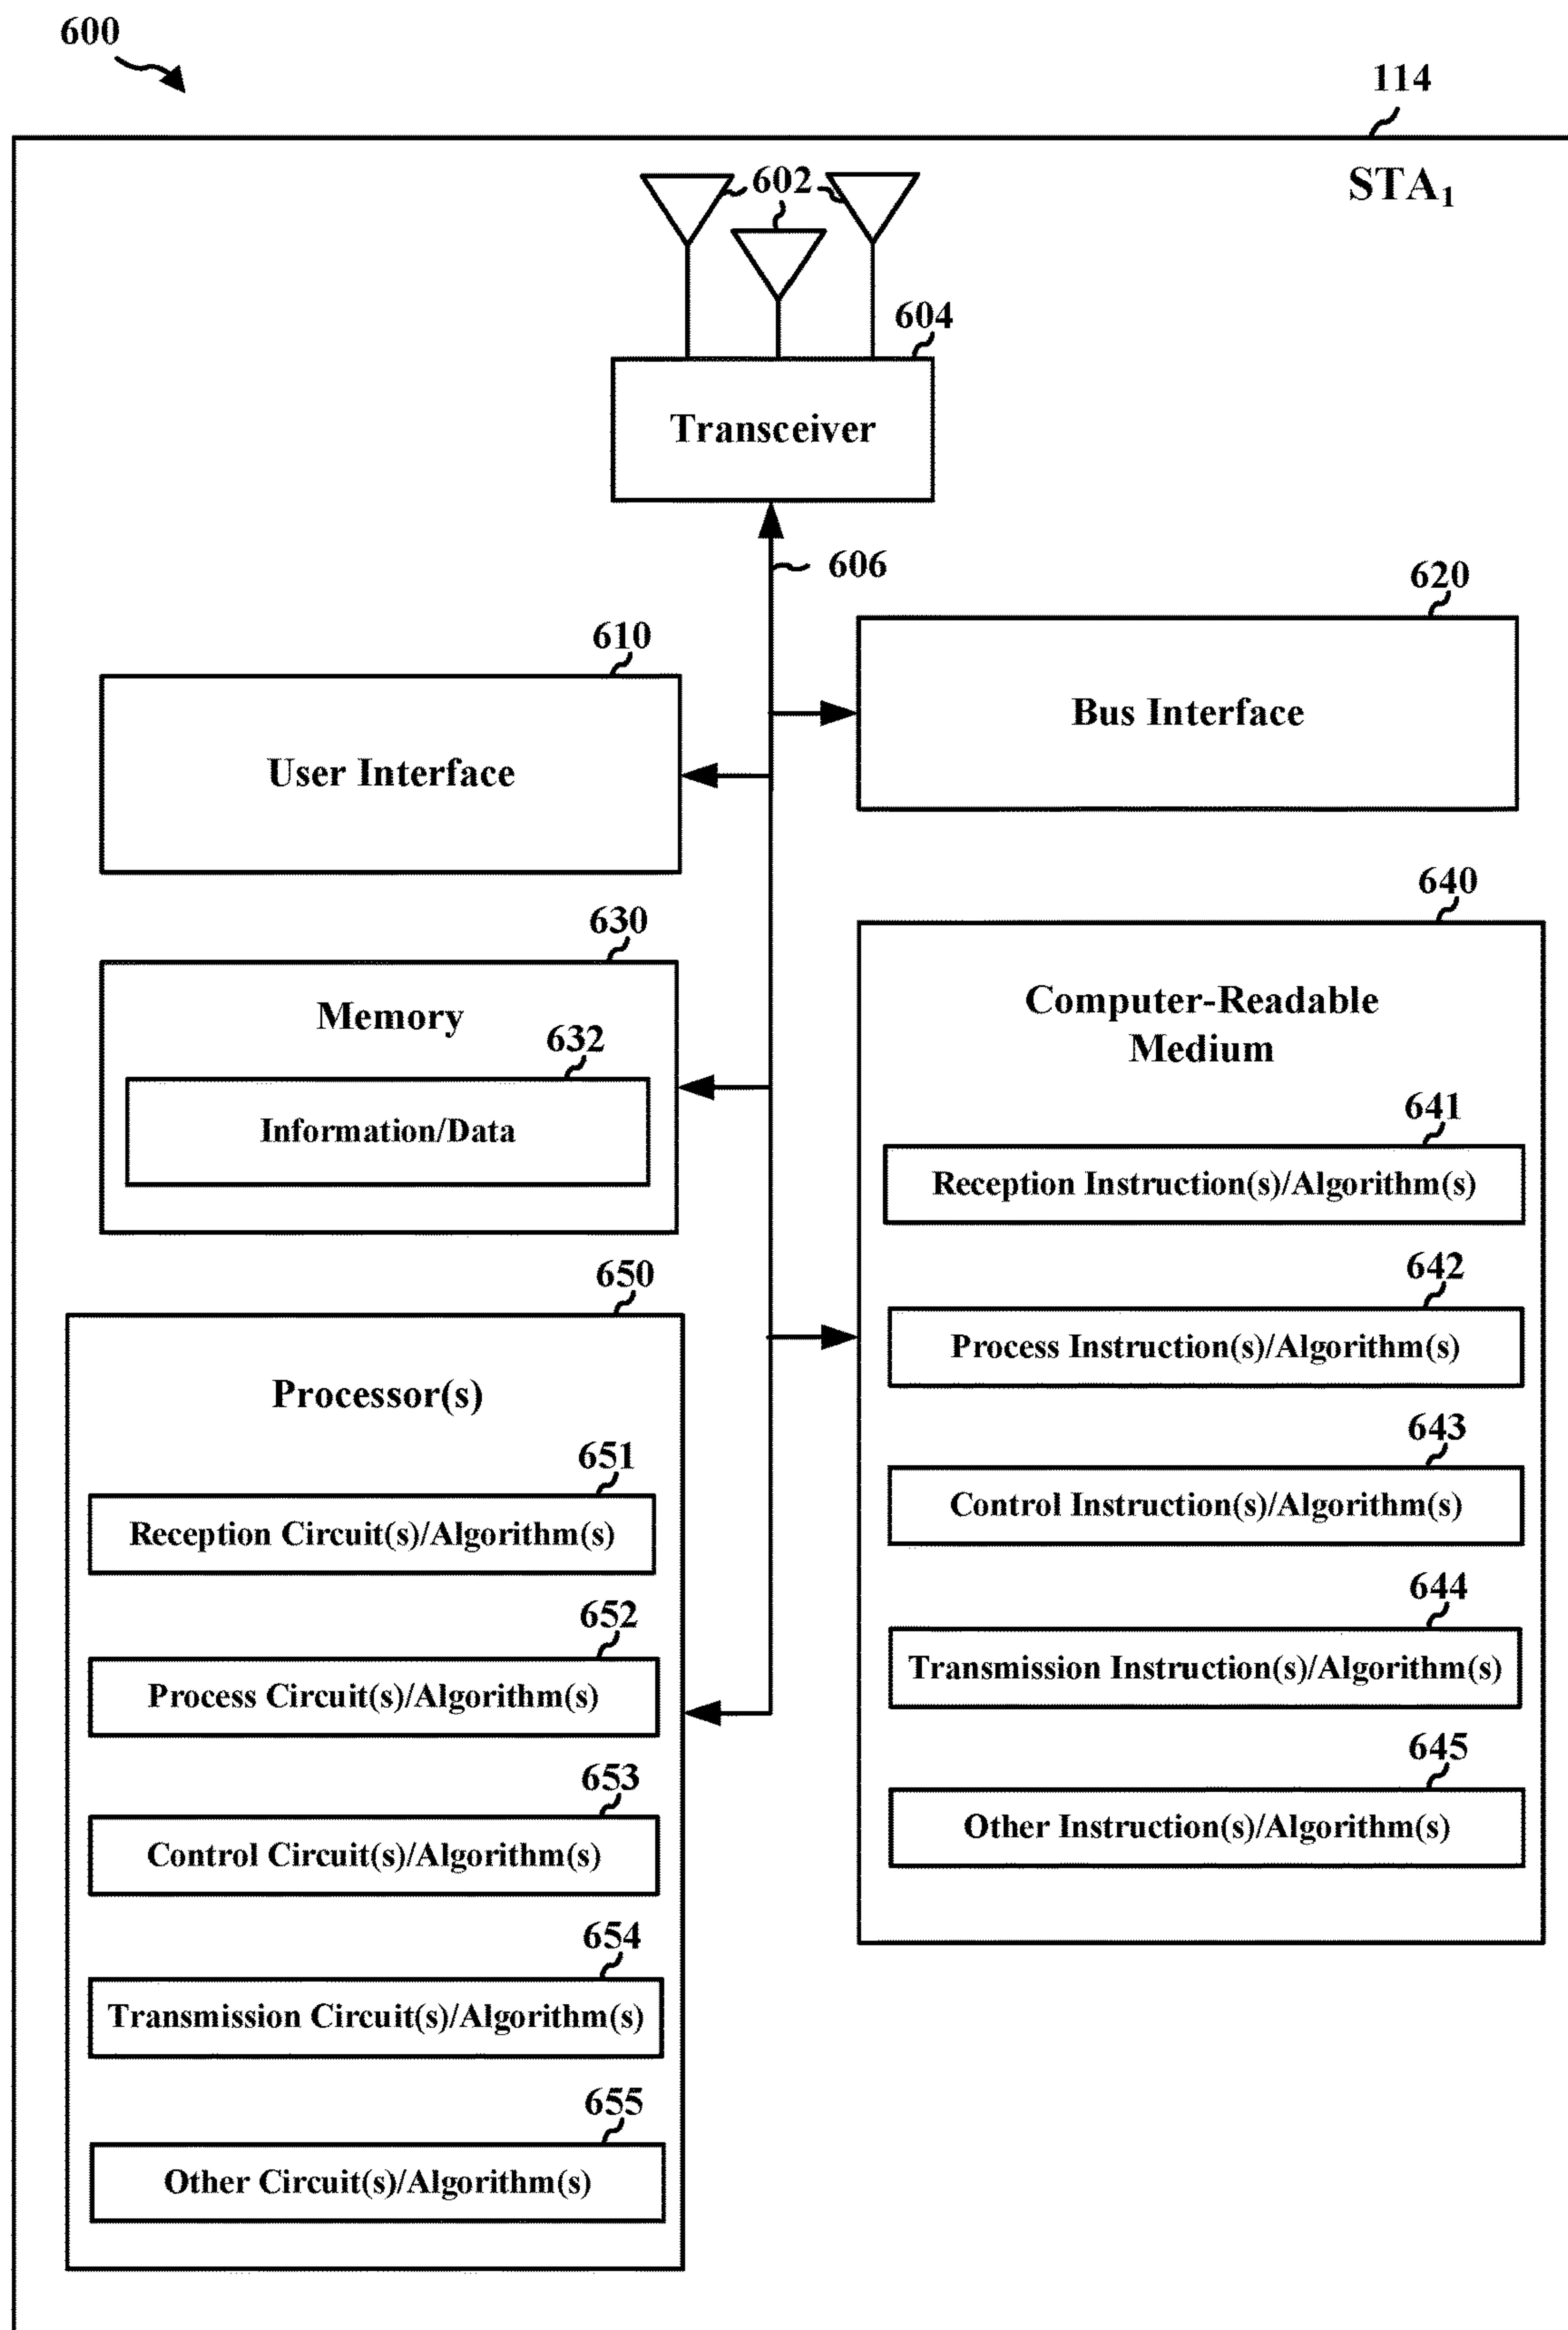 600
114
STA1
602
604
Transceiver
606
620
610
Bus Interface
User Interface
640
630
Computer-Readable
Medium
Memory
632
Information/Data
641
Reception Instruction(s)/Algorithm(s)
642
650
Process Instruction(s)/Algorithm(s)
Processor(s)
643
651
Control Instruction(s)/Algorithm(s)
Reception Circuit(s)/Algorithm(s)
644
652
Transmission Instruction(s)/Algorithm(s)
Process Circuit(s)/Algorithm(s)
645
653
Other Instruction(s)/Algorithm(s)
Control Circuit(s)/Algorithm(s)
654
Transmission Circuit(s)/Algorithm(s)
655
Other Circuit(s)/Algorithm(s)